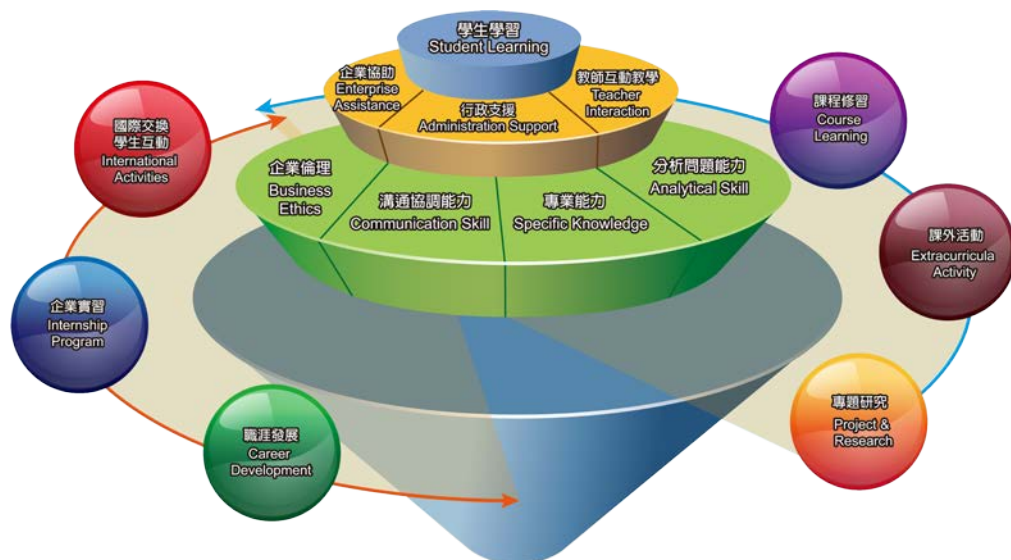 學生學習
Student Learning
企業協助
Enterprise
Assistance
行政支援
Administration Support
教師互動教學
Teacher
Interaction
企業倫理
Business
Ethics
溝通協調能力
Communication Skill
專業能力
Specific Knowledge
分析問題能力
Analytical Skill
國際交換
學生互動
International
Activities
企業實習
Internship
Program
職涯發展
Career
Development
課程修習
Course
Learning
課外活動
Extracurricula
Activity
專題研究
Project &
Research